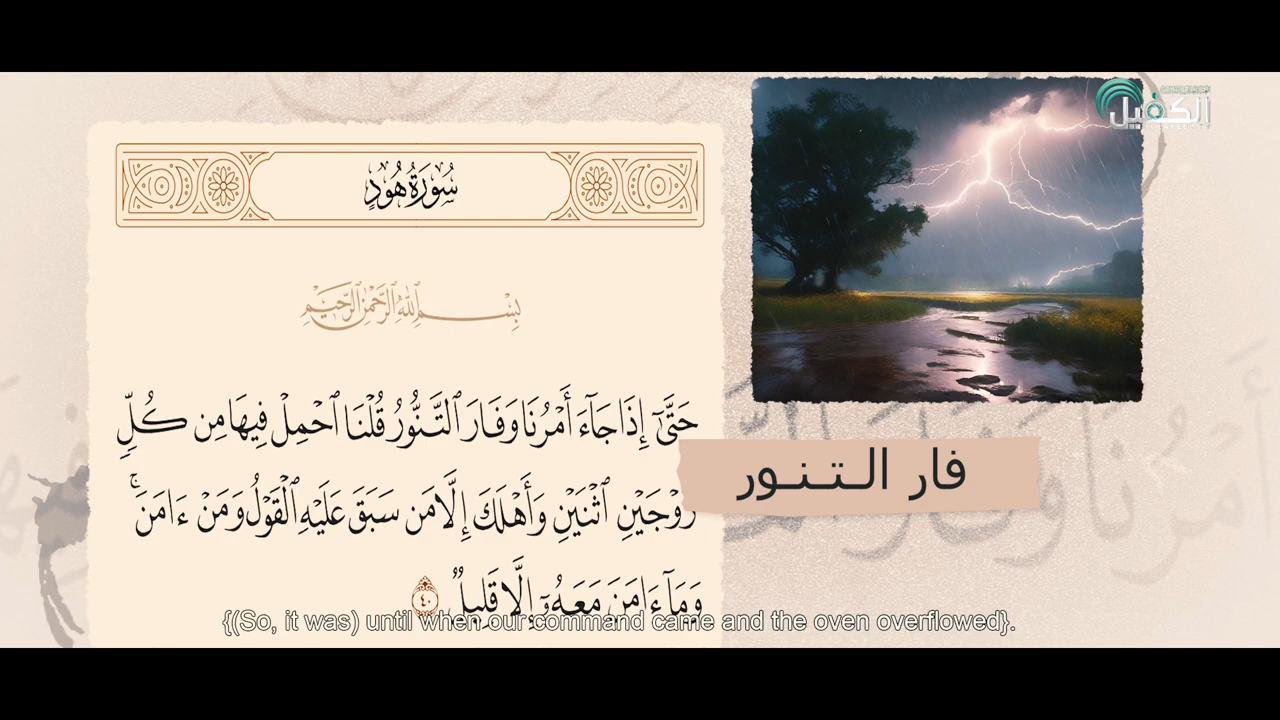 سُورَةُ هُودٍ
بِسْمِ ٱللَّهِ ٱلرَّحْمَٰنِ ٱلرَّحِيمِ
حَتَّىٰٓ إِذَا جَآءَ أَمْرُنَا وَفَارَ ٱلتَّنُّورُ قُلْنَا ٱحْمِلْ فِيهَا مِن كُلٍّ
زَوْجَيْنِ ٱثْنَيْنِ وَأَهْلَكَ إِلَّا مَن سَبَقَ عَلَيْهِ ٱلْقَوْلُ وَمَنْ ءَامَنَ ۚ
وَمَآ ءَامَنَ مَعَهُۥٓ إِلَّا قَلِيلٌ ٤٠
الكفيل
فار التنور
{(So, it was) until when our command came and the oven overflowed}.